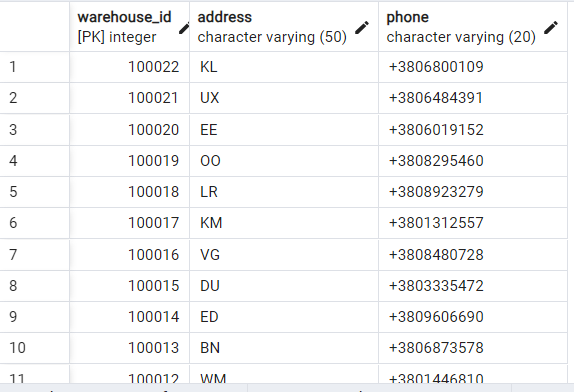 warehouse_id address phone
[PK] integer character varying (50) character varying (20)
1 100022 KL +3806800109
2 100021 UX +3806484391
3 100020 EE +3806019152
4 100019 OO +3808295460
5 100018 LR +3808923279
6 100017 KM +3801312557
7 100016 VG +3808480728
8 100015 DU +3803335472
9 100014 ED +3809606690
10 100013 BN +3806873578
11 100012 WM +3801446810